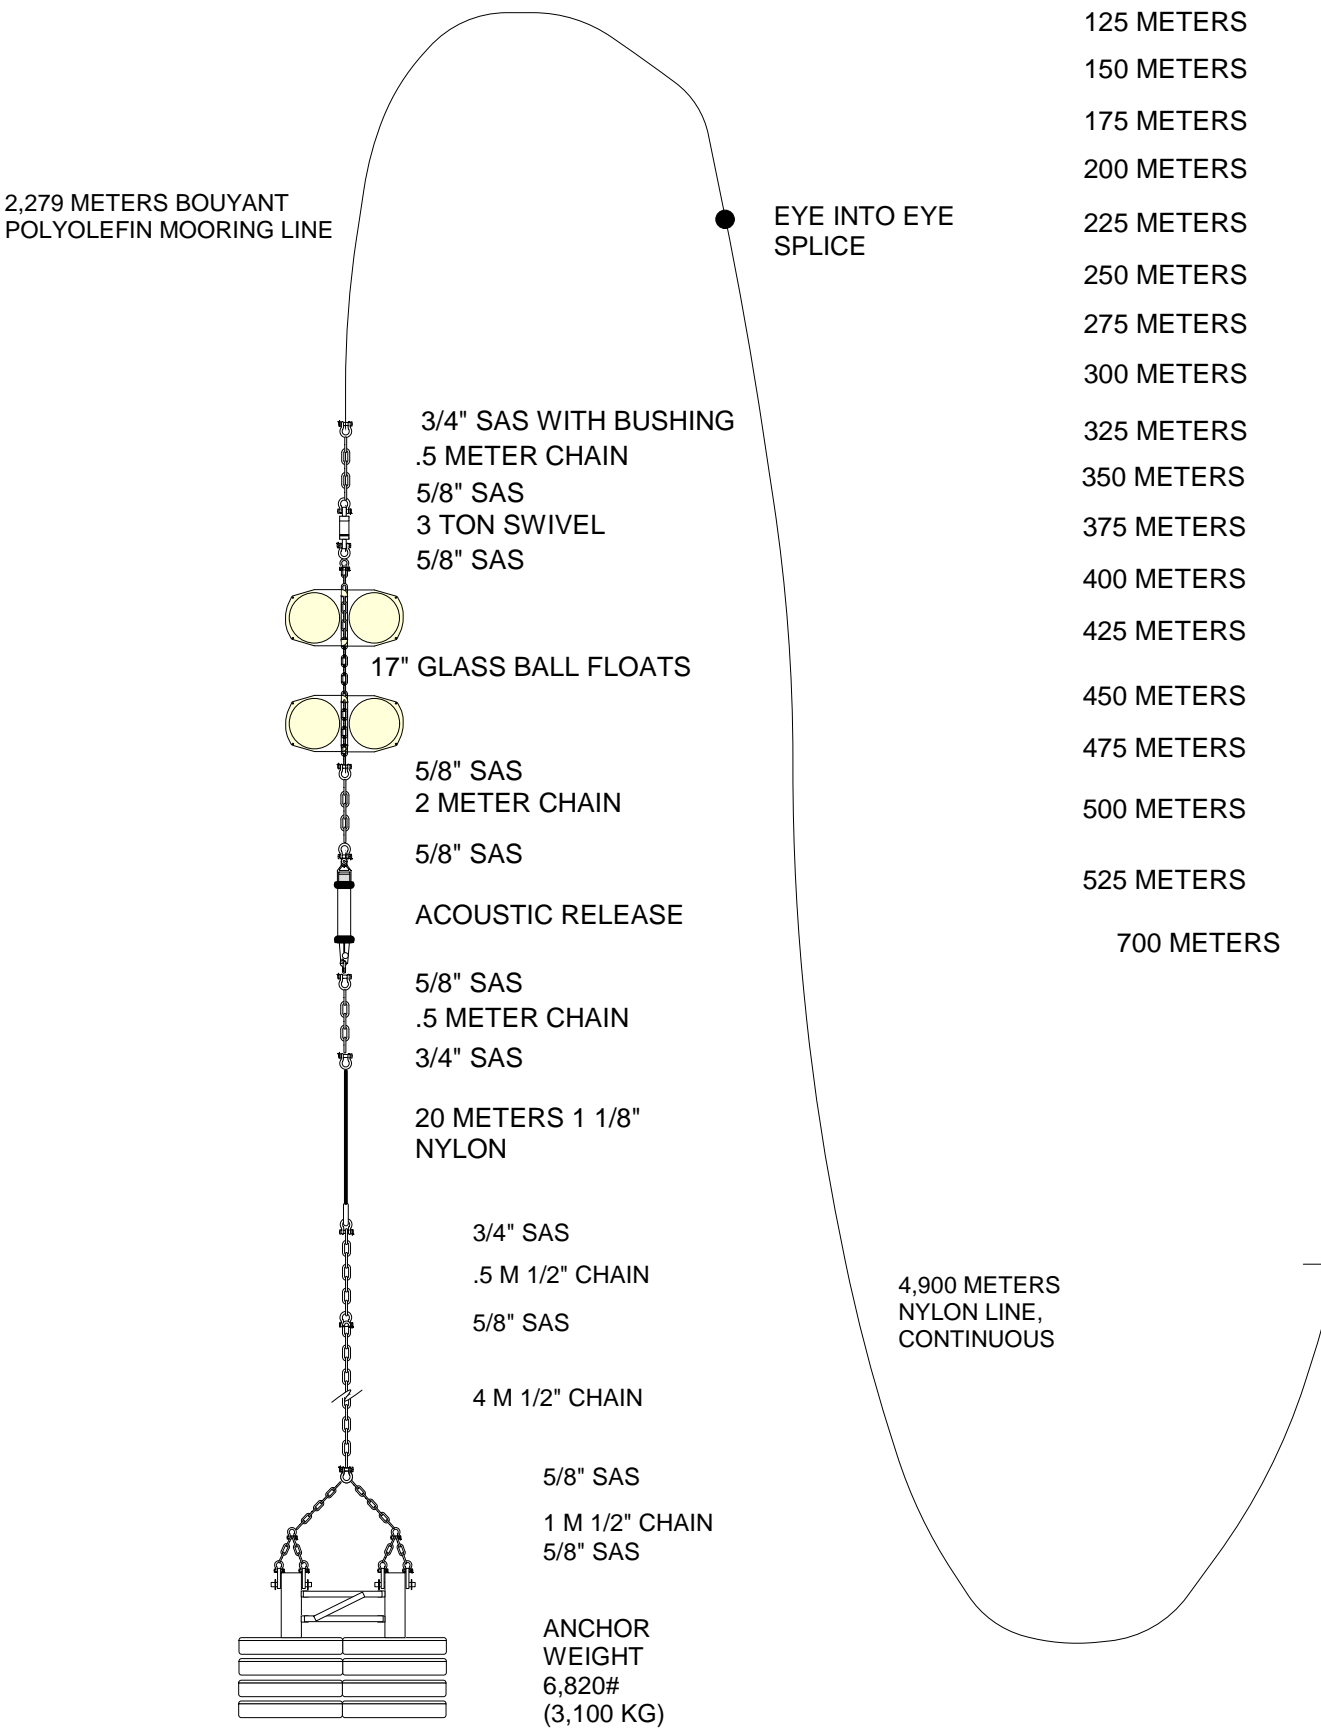 2,279 METERS BOUYANT
POLYOLEFIN MOORING LINE
EYE INTO EYE
SPLICE
3/4" SAS WITH BUSHING
.5 METER CHAIN
5/8" SAS
3 TON SWIVEL
5/8" SAS
17" GLASS BALL FLOATS
5/8" SAS
2 METER CHAIN
5/8" SAS
ACOUSTIC RELEASE
5/8" SAS
.5 METER CHAIN
3/4" SAS
20 METERS 1 1/8"
NYLON
3/4" SAS
.5 M 1/2" CHAIN
5/8" SAS
4 M 1/2" CHAIN
5/8" SAS
1 M 1/2" CHAIN
5/8" SAS
ANCHOR
WEIGHT
6,820#
(3,100 KG)
4,900 METERS
NYLON LINE,
CONTINUOUS
125 METERS
150 METERS
175 METERS
200 METERS
225 METERS
250 METERS
275 METERS
300 METERS
325 METERS
350 METERS
375 METERS
400 METERS
425 METERS
450 METERS
475 METERS
500 METERS
525 METERS
700 METERS